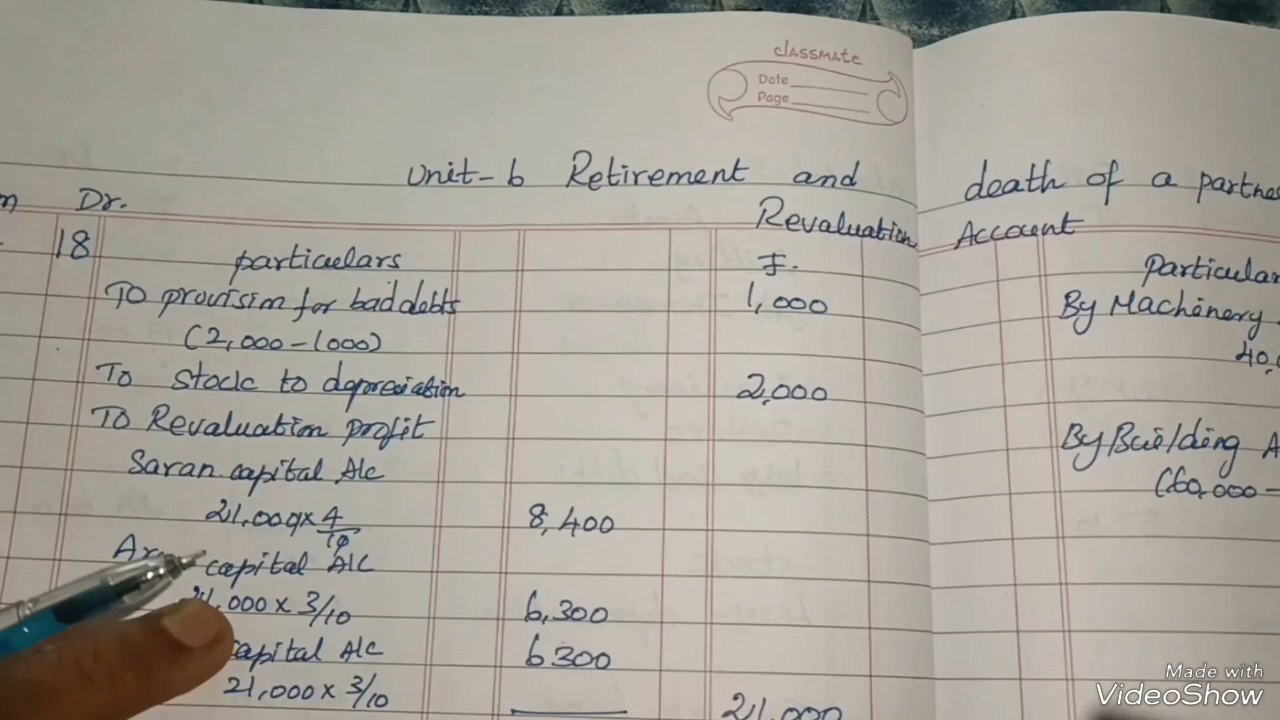 classmate
Date
Page
Unit-6 Retirement and death of a
Dr.
Revaluation Account
18
particulars
₹.
Particular
To provision for bad debts 1,000
By Machinery
(2,000-1000)
40,
To stock to depreciation 2,000
To Revaluation profit
By Building A
Saran capital A/c
(60,000-
21,000 x 4/10 8,400
capital A/c
21,000 x 3/10 6,300
capital A/c 6300
21,000 x 3/10
21,000
Made with
VideoShow